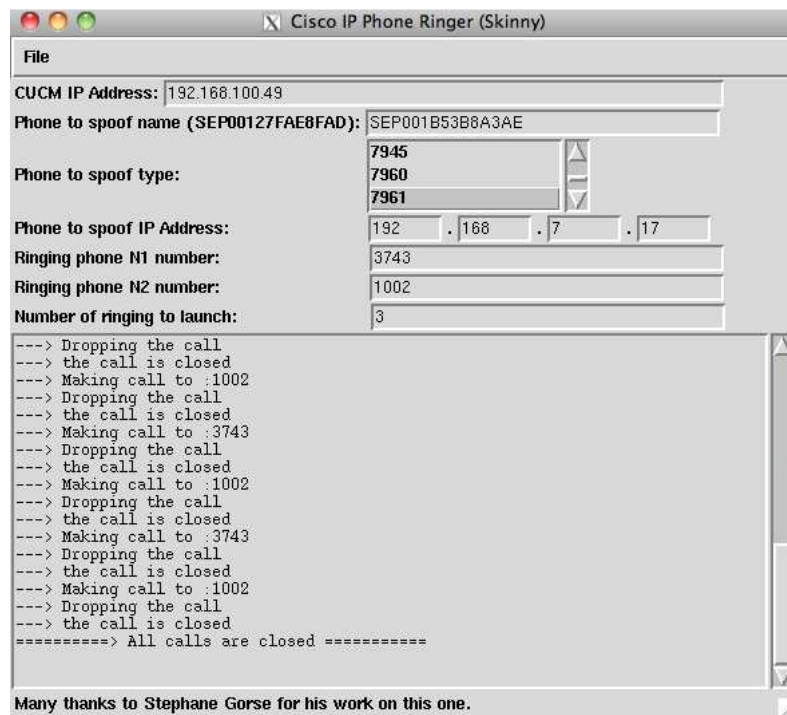 Cisco IP Phone Ringer (Skinny)
File
CUCM IP Address: 192.168.100.49
Phone to spoof name (SEP00127FAE8FAD): SEP001B53B8A3AE
Phone to spoof type:
7945
7960
7961
Phone to spoof IP Address: 192 . 168 . 7 . 17
Ringing phone N1 number: 3743
Ringing phone N2 number: 1002
Number of ringing to launch: 3
---> Dropping the call
---> the call is closed
---> Making call to :1002
---> Dropping the call
---> the call is closed
---> Making call to :3743
---> Dropping the call
---> the call is closed
---> Making call to :1002
---> Dropping the call
---> the call is closed
---> Making call to :3743
---> Dropping the call
---> the call is closed
---> Making call to :1002
---> Dropping the call
---> the call is closed
==========> All calls are closed ===========
Many thanks to Stephane Gorse for his work on this one.